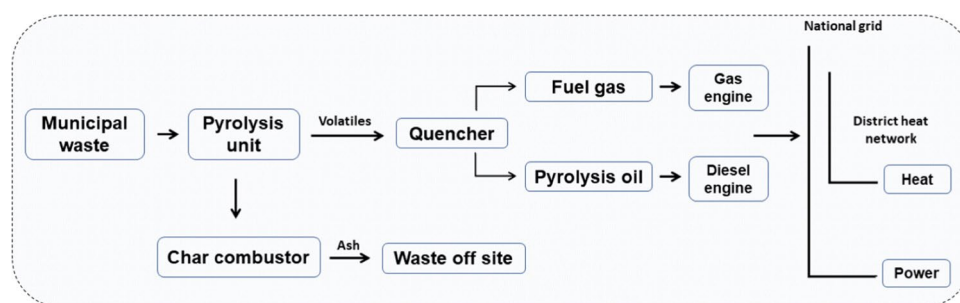 National grid
Municipal
waste
Pyrolysis
unit
Volatiles
Quencher
Fuel gas
Gas
engine
Pyrolysis oil
Diesel
engine
District heat
network
Heat
Power
Char combustor
Ash
Waste off site